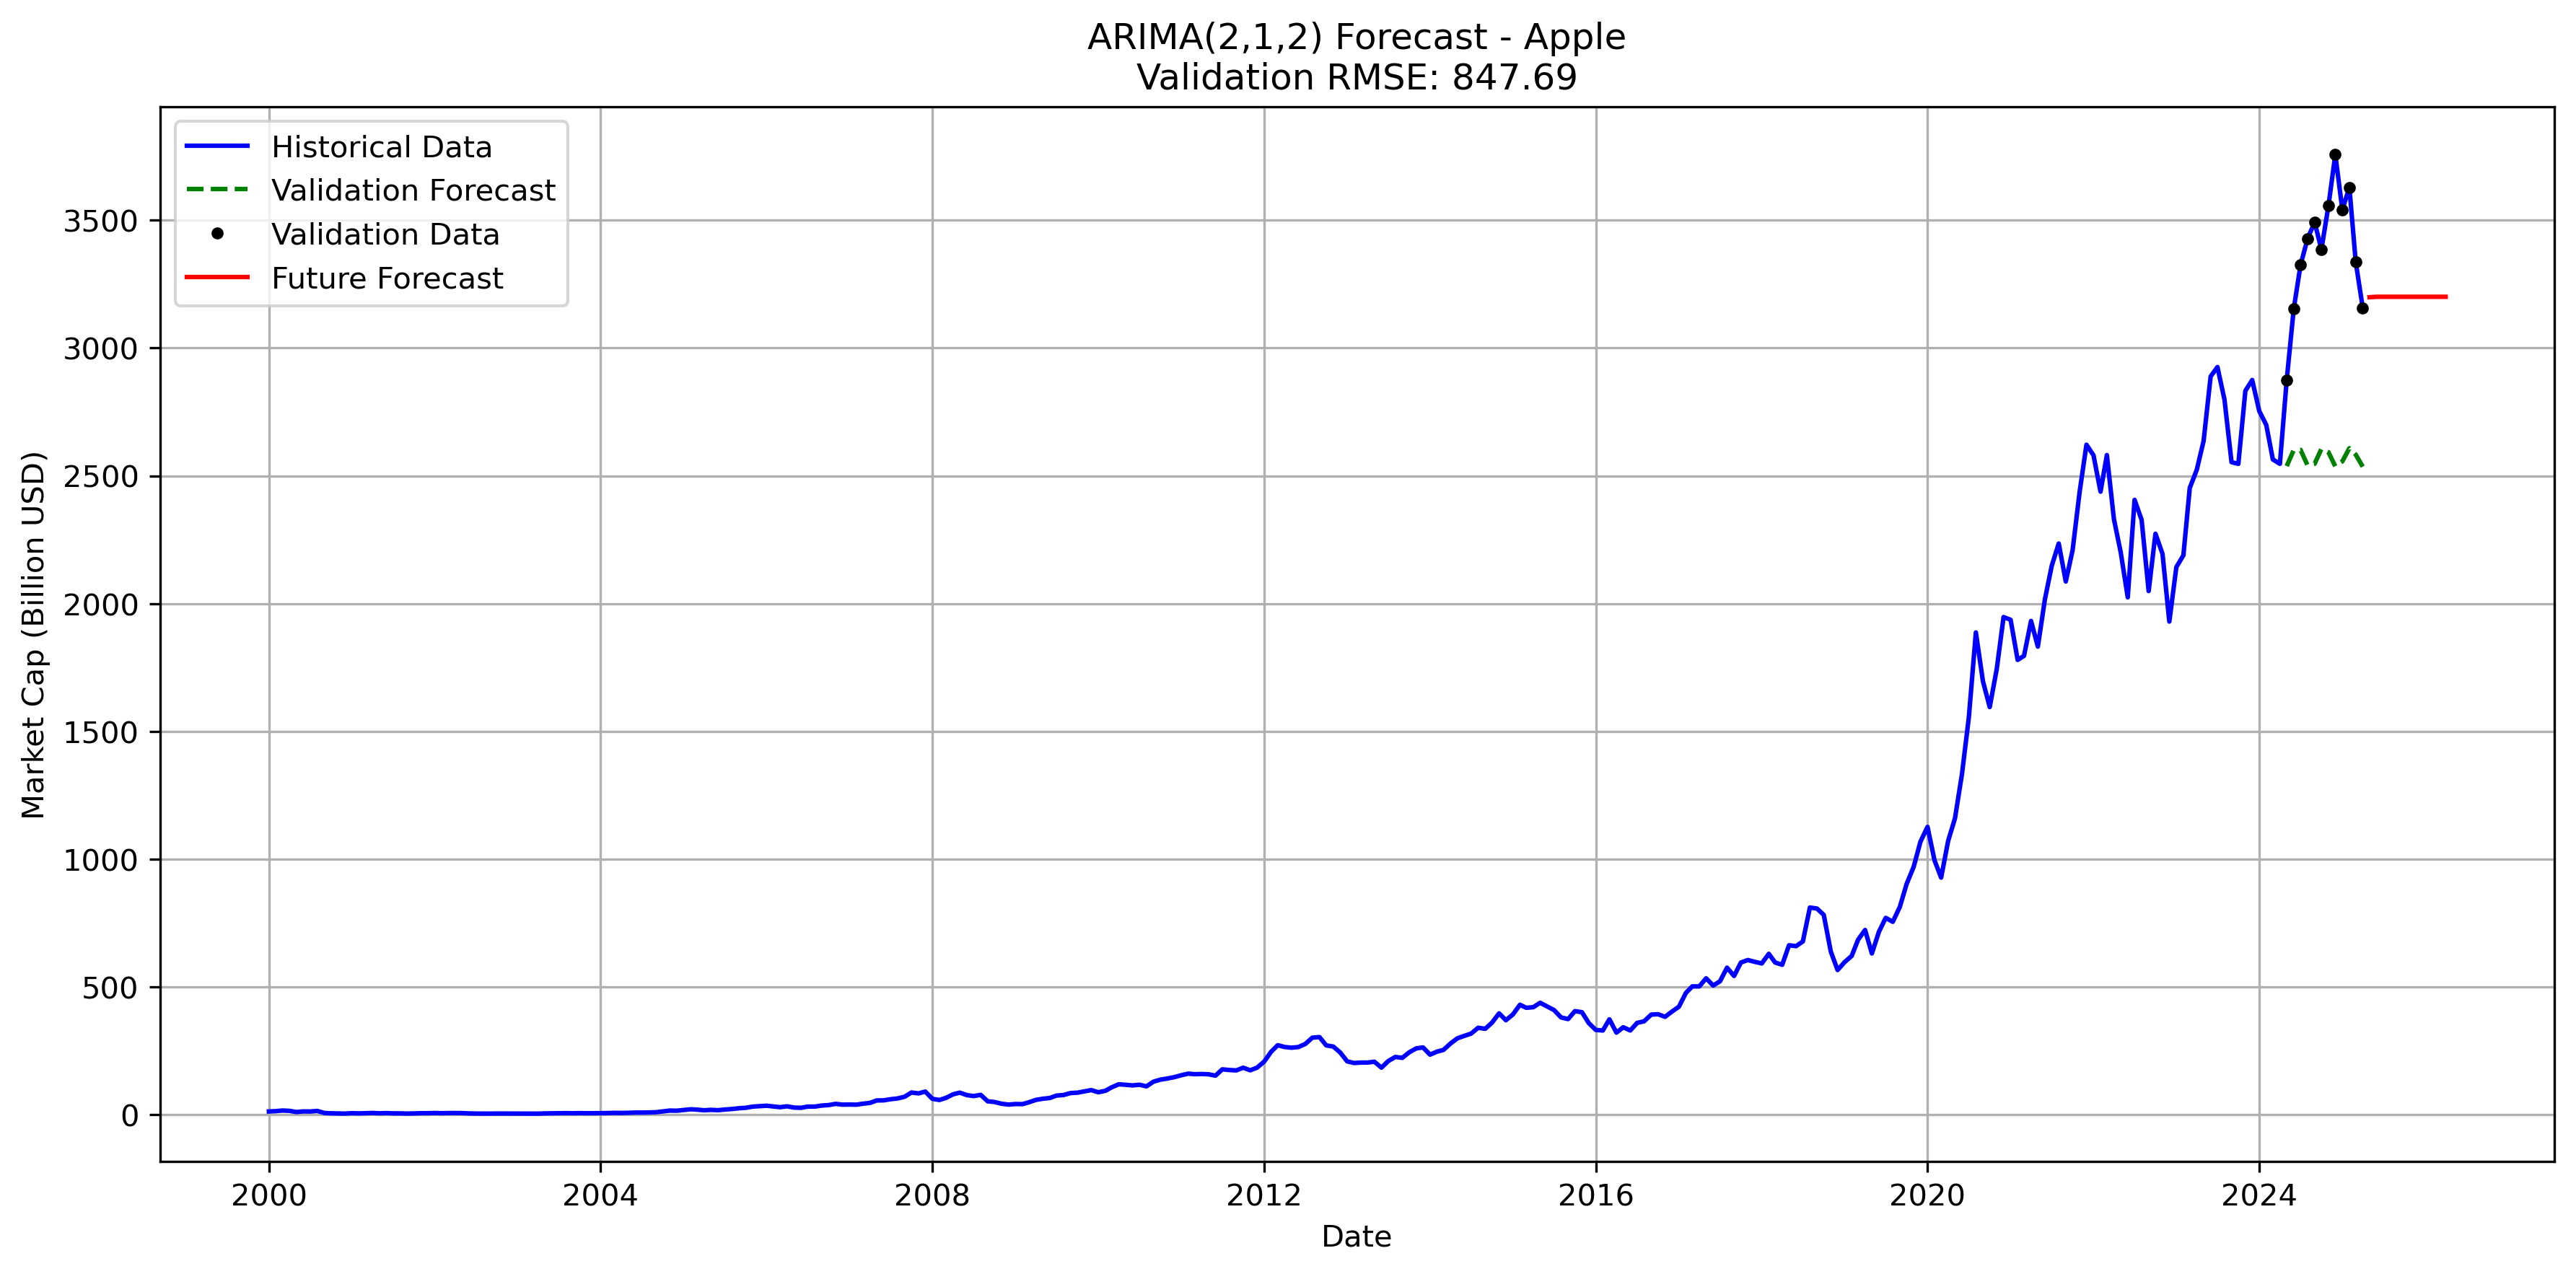 ARIMA(2,1,2) Forecast - Apple
Validation RMSE: 847.69
Historical Data
Validation Forecast
Validation Data
Future Forecast
Market Cap (Billion USD)
3500
3000
2500
2000
1500
1000
500
0
2000 2004 2008 2012 2016 2020 2024
Date